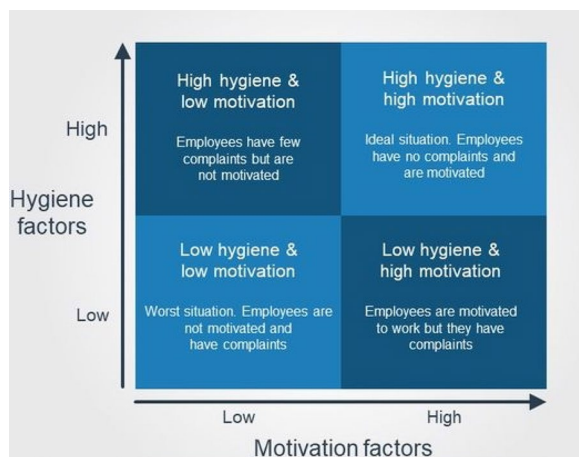 High hygiene &
low motivation
Employees have few
complaints but are
not motivated
High hygiene &
high motivation
Ideal situation. Employees
have no complaints and
are motivated
High
Hygiene
factors
Low hygiene &
low motivation
Worst situation. Employees are
not motivated and
have complaints
Low hygiene &
high motivation
Employees are motivated
to work but they have
complaints
Low
Low
High
Motivation factors